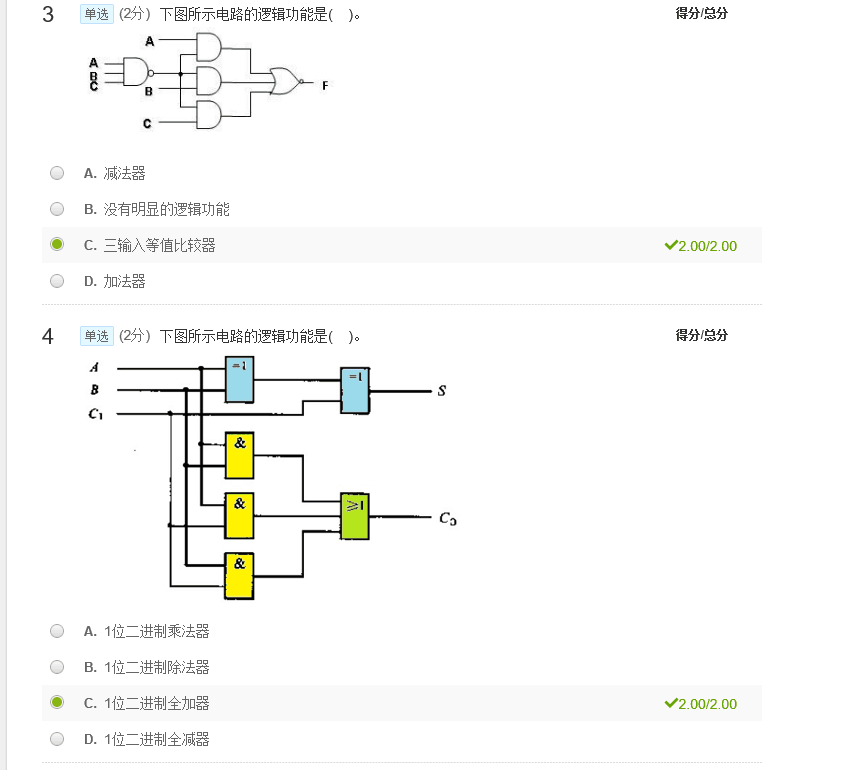 3 单选 (2分) 下图所示电路的逻辑功能是( )。 得分/总分
A
A
B
C
B
F
C
A. 减法器
B. 没有明显的逻辑功能
C. 三输入等值比较器 2.00/2.00
D. 加法器
4 单选 (2分) 下图所示电路的逻辑功能是( )。 得分/总分
A
=1
=1
B
S
C₁
&
&
≥1
C₀
&
A. 1位二进制乘法器
B. 1位二进制除法器
C. 1位二进制全加器 2.00/2.00
D. 1位二进制全减器